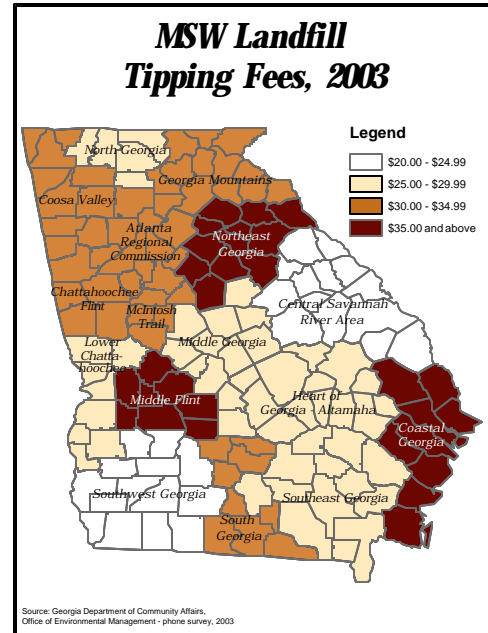 MSW Landfill
Tipping Fees, 2003
Legend
$20.00 - $24.99
$25.00 - $29.99
$30.00 - $34.99
$35.00 and above
North Georgia
Georgia Mountains
Coosa Valley
Atlanta
Regional
Commission
Northeast
Georgia
Chattahoochee
Flint
McIntosh
Trail
Central Savannah
River Area
Lower
Chatta-
hoochee
Middle Georgia
Middle Flint
Heart of
Georgia - Altamaha
Coastal
Georgia
Southwest Georgia
Southeast Georgia
South
Georgia
Source: Georgia Department of Community Affairs,
Office of Environmental Management - phone survey, 2003